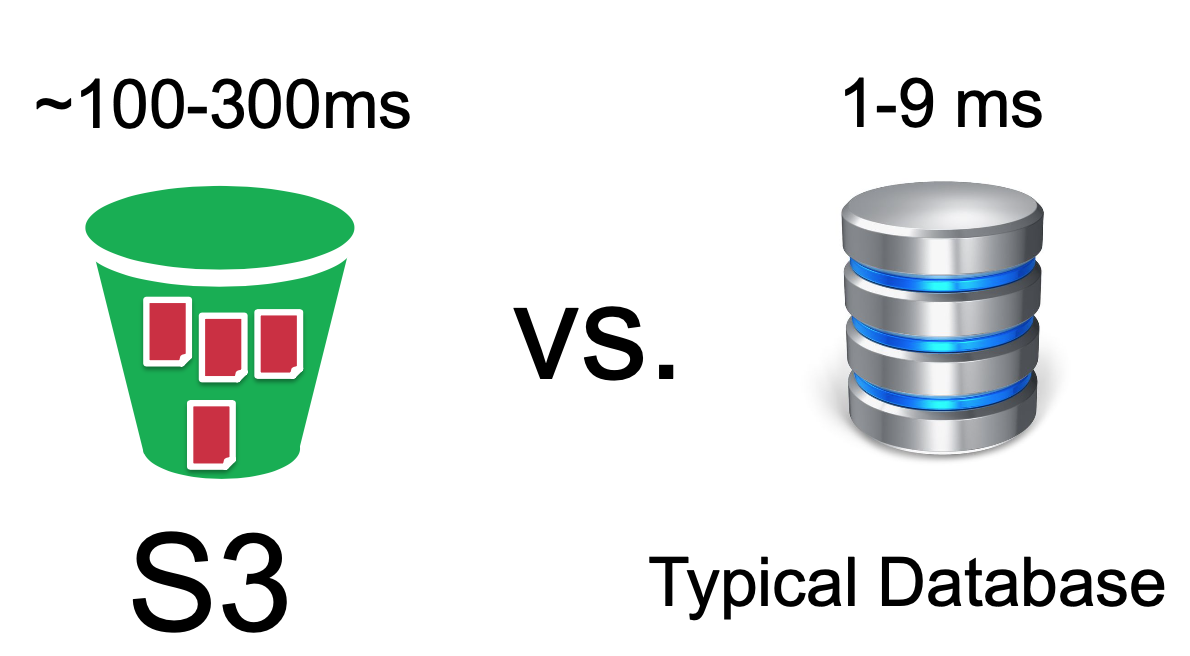 ~100-300ms
1-9 ms
vs.
S3
Typical Database